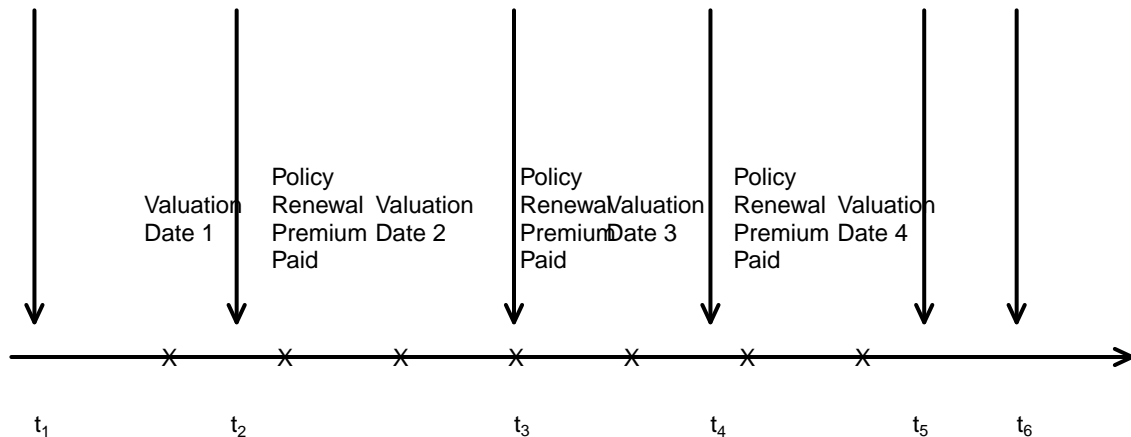 Valuation
Date 1
Policy
Renewal
Premium
Paid
Valuation
Date 2
Policy
Renewal
Premium
Paid
Valuation
Date 3
Policy
Renewal
Premium
Paid
Valuation
Date 4
X X X X X X X
t₁ t₂ t₃ t₄ t₅ t₆